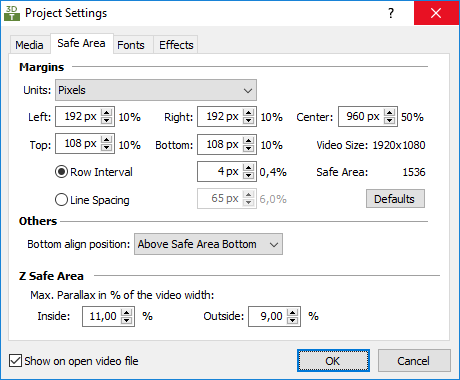 3D
T
Project Settings
?
Media Safe Area Fonts Effects
Margins
Units: Pixels
Left: 192 px 10% Right: 192 px 10% Center: 960 px 50%
Top: 108 px 10% Bottom: 108 px 10% Video Size: 1920x1080
Row Interval 4 px 0,4% Safe Area: 1536
Line Spacing 65 px 6,0% Defaults
Others
Bottom align position: Above Safe Area Bottom
Z Safe Area
Max. Parallax in % of the video width:
Inside: 11,00 % Outside: 9,00 %
Show on open video file OK Cancel